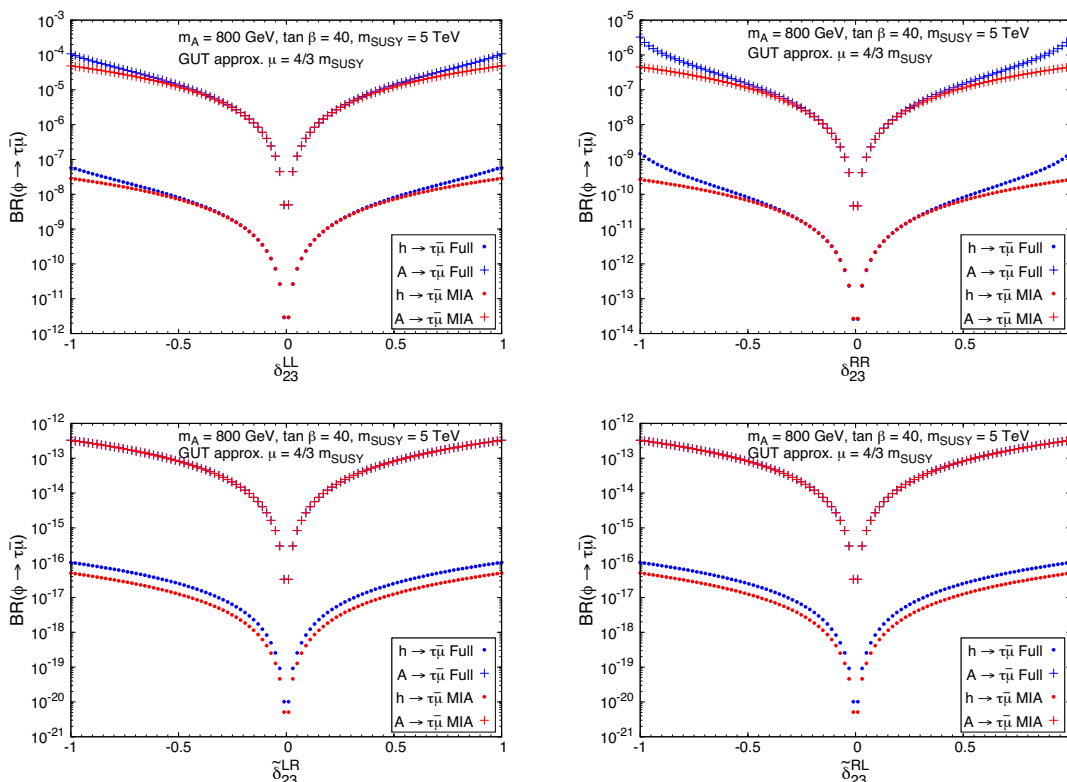 10^-3
10^-4
10^-5
10^-6
10^-7
10^-8
10^-9
10^-10
10^-11
10^-12
BR(ϕ → τμ̄)
m_A = 800 GeV, tan β = 40, m_SUSY = 5 TeV
GUT approx. μ = 4/3 m_SUSY
h → τμ̄ Full
A → τμ̄ Full
h → τμ̄ MIA
A → τμ̄ MIA
-1 -0.5 0 0.5 1
δ_23^LL
10^-5
10^-6
10^-7
10^-8
10^-9
10^-10
10^-11
10^-12
10^-13
10^-14
BR(ϕ → τμ̄)
m_A = 800 GeV, tan β = 40, m_SUSY = 5 TeV
GUT approx. μ = 4/3 m_SUSY
h → τμ̄ Full
A → τμ̄ Full
h → τμ̄ MIA
A → τμ̄ MIA
-1 -0.5 0 0.5
δ_23^RR
10^-12
10^-13
10^-14
10^-15
10^-16
10^-17
10^-18
10^-19
10^-20
10^-21
BR(ϕ → τμ̄)
m_A = 800 GeV, tan β = 40, m_SUSY = 5 TeV
GUT approx. μ = 4/3 m_SUSY
h → τμ̄ Full
A → τμ̄ Full
h → τμ̄ MIA
A → τμ̄ MIA
-1 -0.5 0 0.5 1
δ̃_23^LR
10^-12
10^-13
10^-14
10^-15
10^-16
10^-17
10^-18
10^-19
10^-20
10^-21
BR(ϕ → τμ̄)
m_A = 800 GeV, tan β = 40, m_SUSY = 5 TeV
GUT approx. μ = 4/3 m_SUSY
h → τμ̄ Full
A → τμ̄ Full
h → τμ̄ MIA
A → τμ̄ MIA
-1 -0.5 0 0.5
δ̃_23^RL